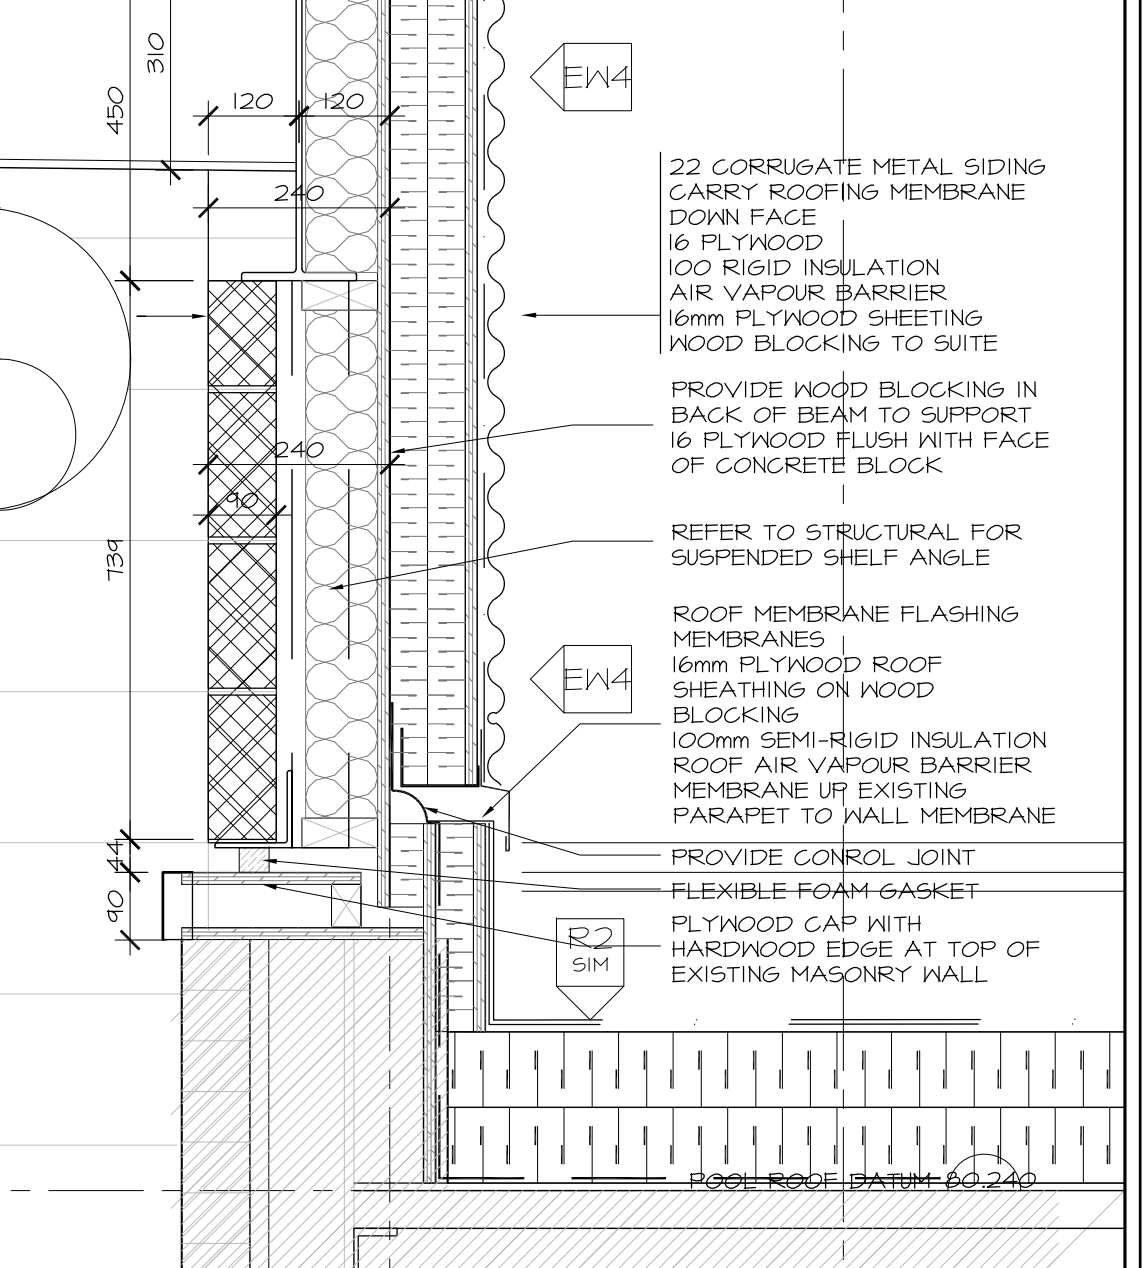 310
450
120
120
240
EW4
22 CORRUGATE METAL SIDING
CARRY ROOFING MEMBRANE
DOWN FACE
16 PLYWOOD
100 RIGID INSULATION
AIR VAPOUR BARRIER
16mm PLYWOOD SHEETING
WOOD BLOCKING TO SUITE
PROVIDE WOOD BLOCKING IN
BACK OF BEAM TO SUPPORT
16 PLYWOOD FLUSH WITH FACE
OF CONCRETE BLOCK
240
90
739
REFER TO STRUCTURAL FOR
SUSPENDED SHELF ANGLE
EW4
ROOF MEMBRANE FLASHING
MEMBRANES
16mm PLYWOOD ROOF
SHEATHING ON WOOD
BLOCKING
100mm SEMI-RIGID INSULATION
ROOF AIR VAPOUR BARRIER
MEMBRANE UP EXISTING
PARAPET TO WALL MEMBRANE
44
90
PROVIDE CONROL JOINT
FLEXIBLE FOAM GASKET
PLYWOOD CAP WITH
HARDWOOD EDGE AT TOP OF
EXISTING MASONRY WALL
R2
SIM
POOL ROOF DATUM 80.240